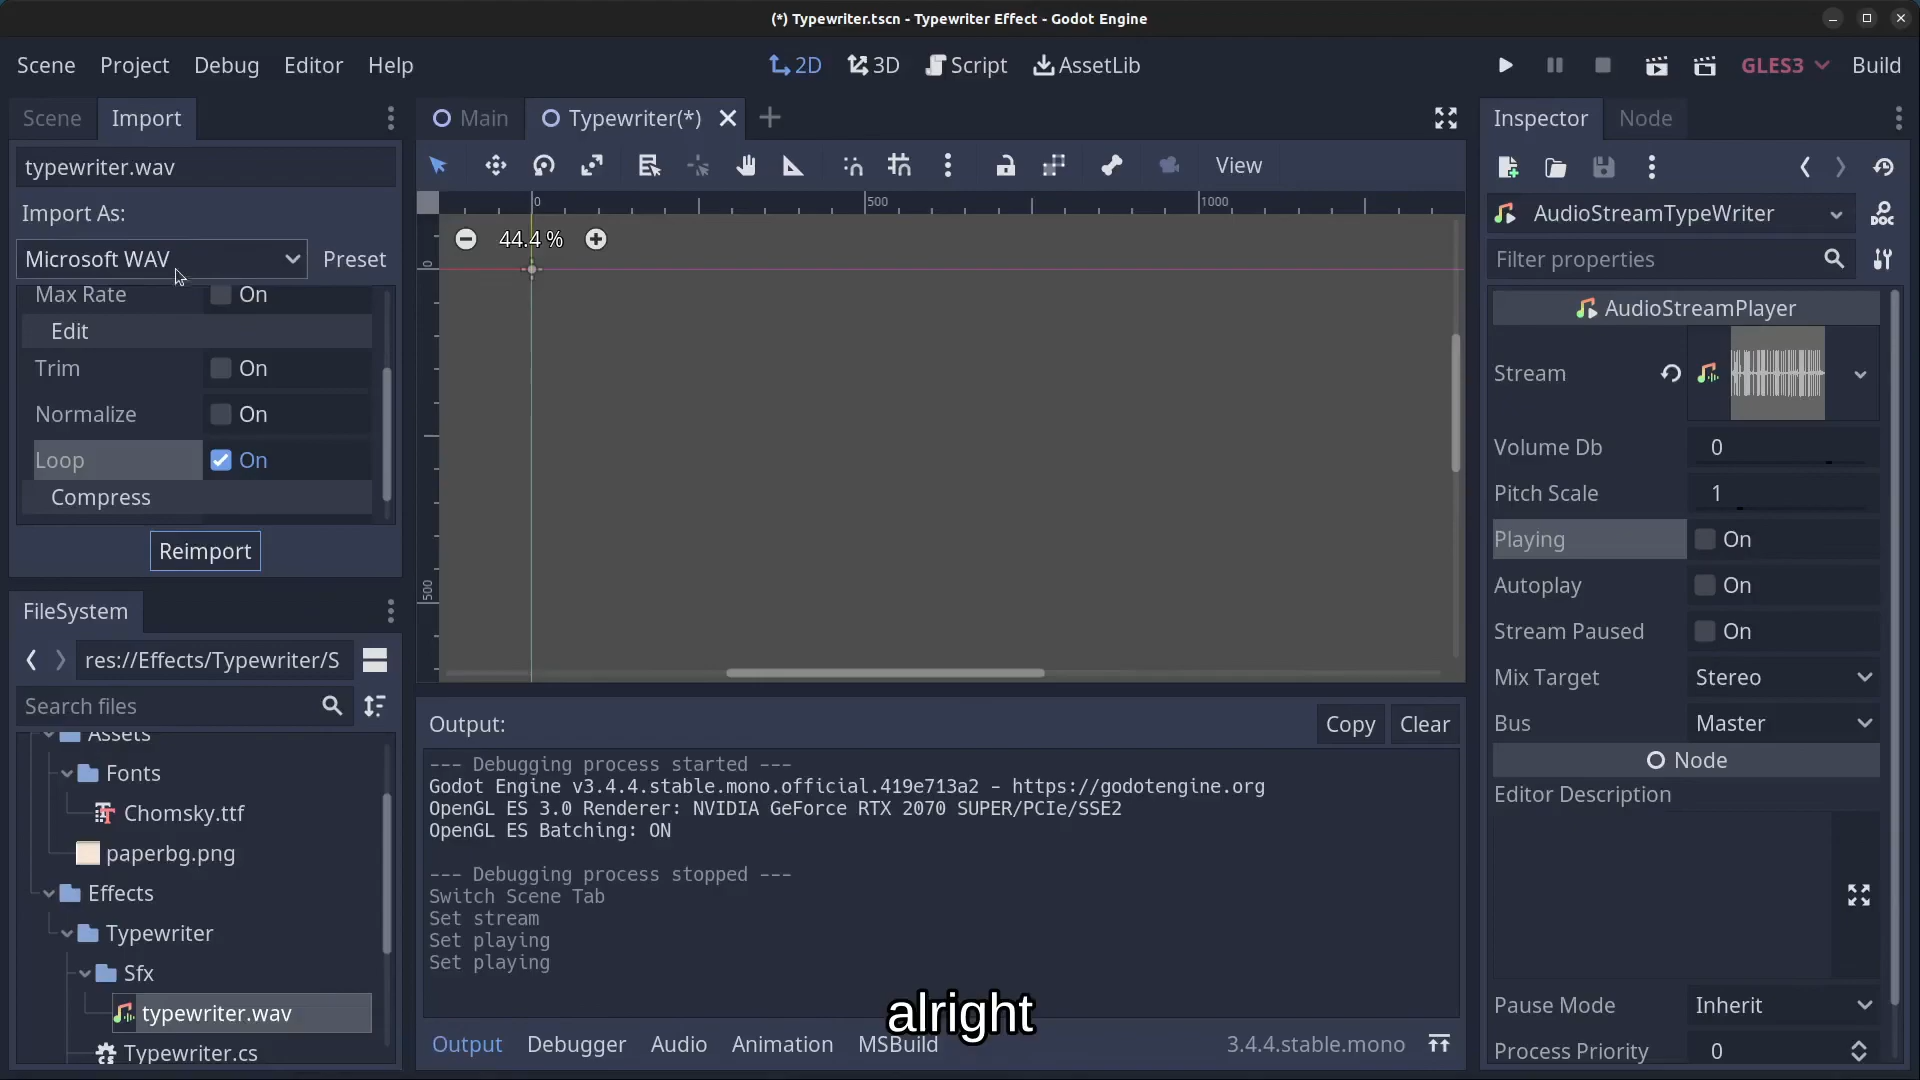 (*) Typewriter.tscn - Typewriter Effect - Godot Engine
Scene Project Debug Editor Help
2D 3D Script AssetLib
GLES3 Build
Scene Import
typewriter.wav
Import As:
Microsoft WAV Preset
Max Rate On
Edit
Trim On
Normalize On
Loop On
Compress
Reimport
FileSystem
res://Effects/Typewriter/S
Search files
Assets
Fonts
Chomsky.ttf
paperbg.png
Effects
Typewriter
Sfx
typewriter.wav
Typewriter.cs
Main Typewriter(*)
View
0 500 1000
44.4 %
0
500
Output:
Copy Clear
--- Debugging process started ---
Godot Engine v3.4.4.stable.mono.official.419e713a2 - https://godotengine.org
OpenGL ES 3.0 Renderer: NVIDIA GeForce RTX 2070 SUPER/PCIe/SSE2
OpenGL ES Batching: ON
--- Debugging process stopped ---
Switch Scene Tab
Set stream
Set playing
Set playing
alright
Output Debugger Audio Animation MSBuild
3.4.4.stable.mono
Inspector Node
AudioStreamTypeWriter
DOC
Filter properties
AudioStreamPlayer
Stream
Volume Db 0
Pitch Scale 1
Playing On
Autoplay On
Stream Paused On
Mix Target Stereo
Bus Master
Node
Editor Description
Pause Mode Inherit
Process Priority 0